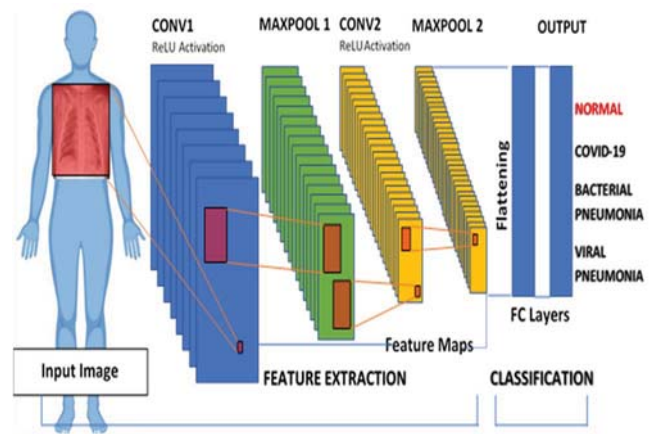 CONV1
ReLU Activation
MAXPOOL 1
CONV2
ReLU Activation
MAXPOOL 2
OUTPUT
NORMAL
COVID-19
BACTERIAL
PNEUMONIA
VIRAL
PNEUMONIA
Flattening
FC Layers
Feature Maps
Input Image
FEATURE EXTRACTION
CLASSIFICATION